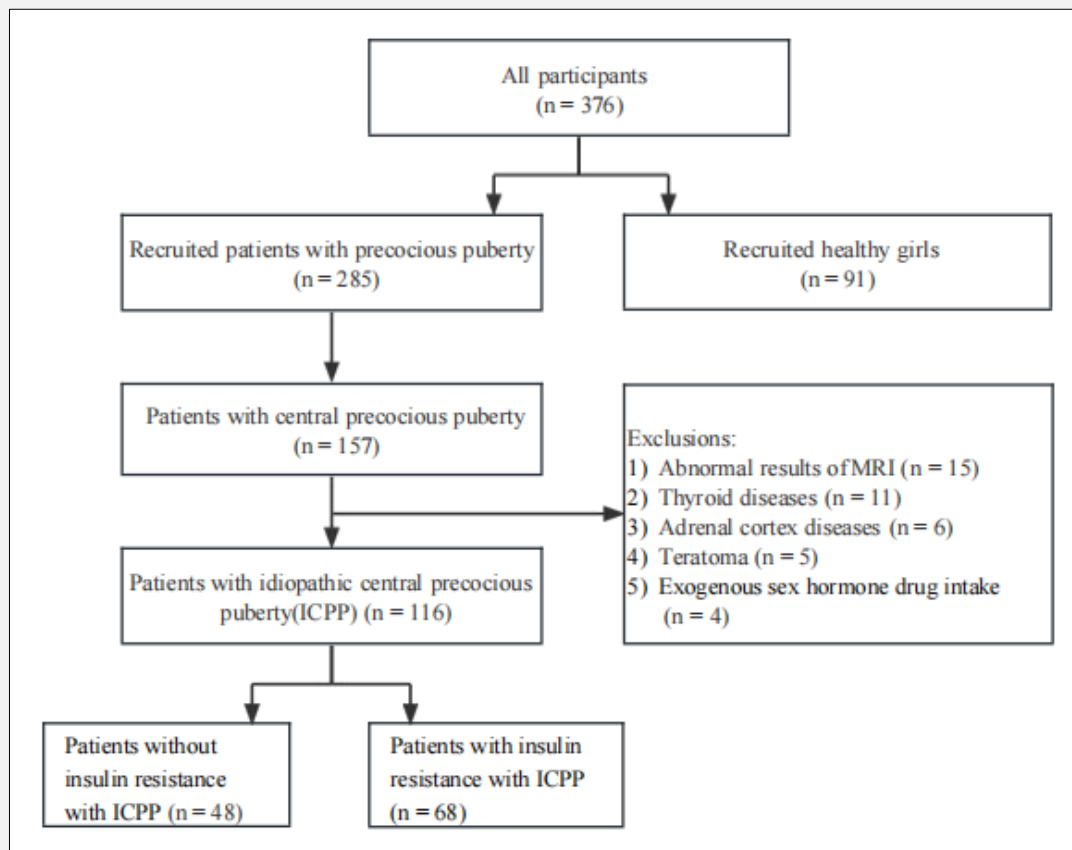 All participants
(n = 376)
Recruited patients with precocious puberty
(n = 285)
Recruited healthy girls
(n = 91)
Patients with central precocious puberty
(n = 157)
Exclusions:
1) Abnormal results of MRI (n = 15)
2) Thyroid diseases (n = 11)
3) Adrenal cortex diseases (n = 6)
4) Teratoma (n = 5)
5) Exogenous sex hormone drug intake
(n = 4)
Patients with idiopathic central precocious
puberty(ICPP) (n = 116)
Patients without
insulin resistance
with ICPP (n = 48)
Patients with insulin
resistance with ICPP
(n = 68)